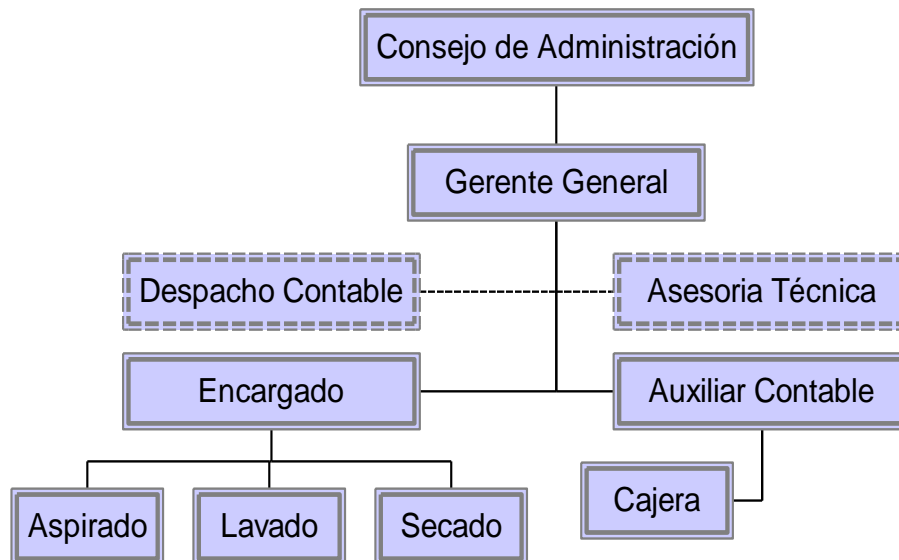 Consejo de Administración
Gerente General
Despacho Contable
Asesoria Técnica
Encargado
Auxiliar Contable
Aspirado
Lavado
Secado
Cajera